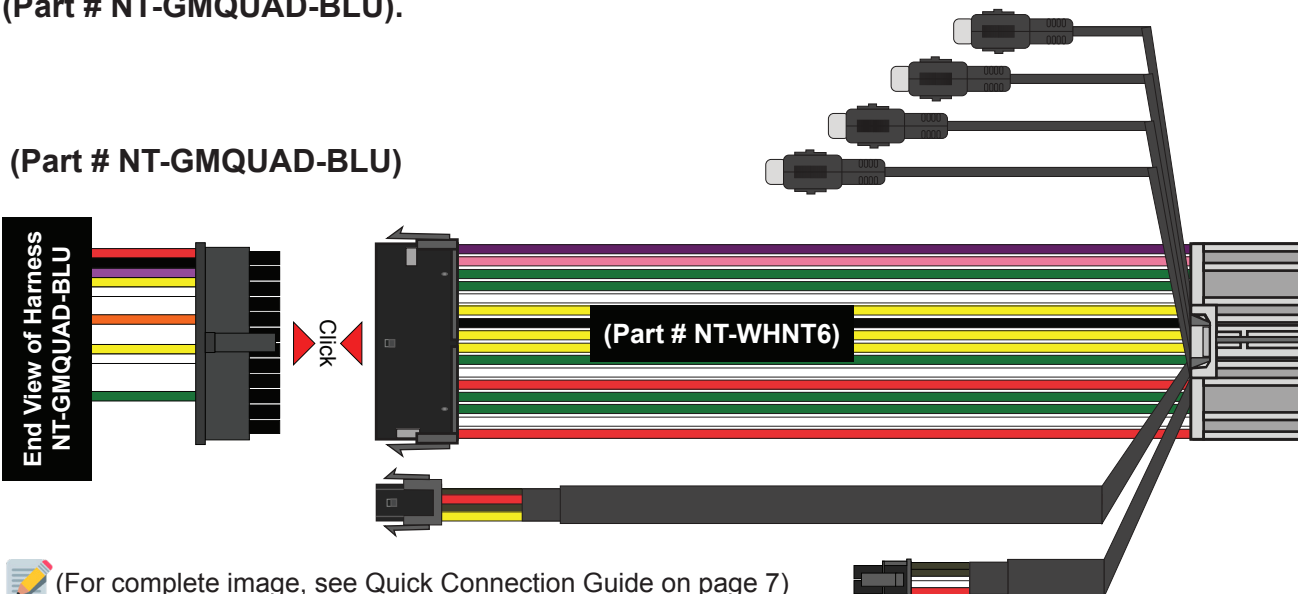 (Part # NT-GMQUAD-BLU).
(Part # NT-GMQUAD-BLU)
End View of Harness
NT-GMQUAD-BLU
Click
(Part # NT-WHNT6)
(For complete image, see Quick Connection Guide on page 7)